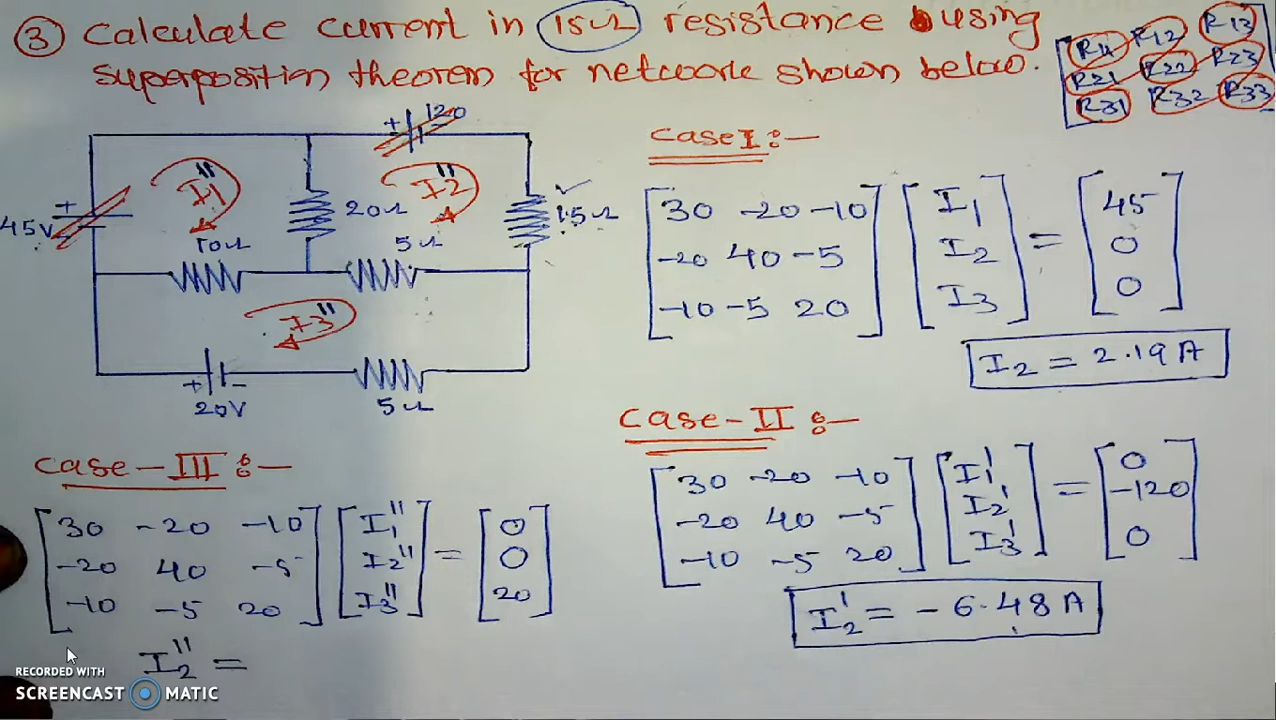 ③ Calculate current in 15Ω resistance using
superposition theorem for network shown below.
R11 R12 R13
R21 R22 R23
R31 R32 R33
+ 120
45V +
I1"
I2"
20Ω
15Ω
10Ω
5Ω
I3"
+ -
20V
5Ω
Case I :-
[30 -20 -10] [I1] = [45]
[-20 40 -5] [I2] [0]
[-10 -5 20] [I3] [0]
I2 = 2.19 A
Case-II :-
[30 -20 -10] [I1'] = [0]
[-20 40 -5] [I2'] [-120]
[-10 -5 20] [I3'] [0]
I2' = -6.48 A
Case-III :-
[30 -20 -10] [I1"] = [0]
[-20 40 -5] [I2"] [0]
[-10 -5 20] [I3"] [20]
I2" =
RECORDED WITH
SCREENCAST MATIC